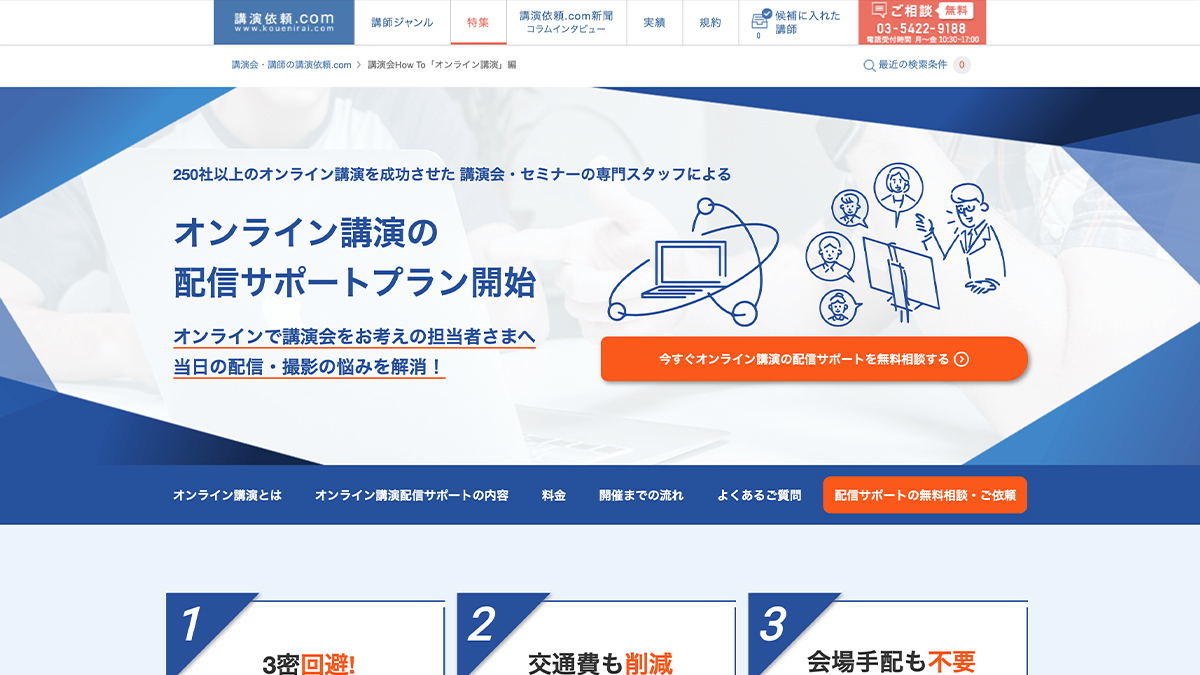 講演依頼.com
www.kouenirai.com
講師ジャンル
特集
講演依頼.com新聞
コラムインタビュー
実績
規約
候補に入れた
講師
0
ご相談 無料
03-5422-9188
電話受付時間 月〜金 10:30-17:00
講演会・講師の講演依頼.com > 講演会How To「オンライン講演」編
最近の検索条件 0
250社以上のオンライン講演を成功させた 講演会・セミナーの専門スタッフによる
オンライン講演の
配信サポートプラン開始
オンラインで講演会をお考えの担当者さまへ
当日の配信・撮影の悩みを解消！
今すぐオンライン講演の配信サポートを無料相談する
オンライン講演とは
オンライン講演配信サポートの内容
料金
開催までの流れ
よくあるご質問
配信サポートの無料相談・ご依頼
1
3密回避!
2
交通費も削減
3
会場手配も不要